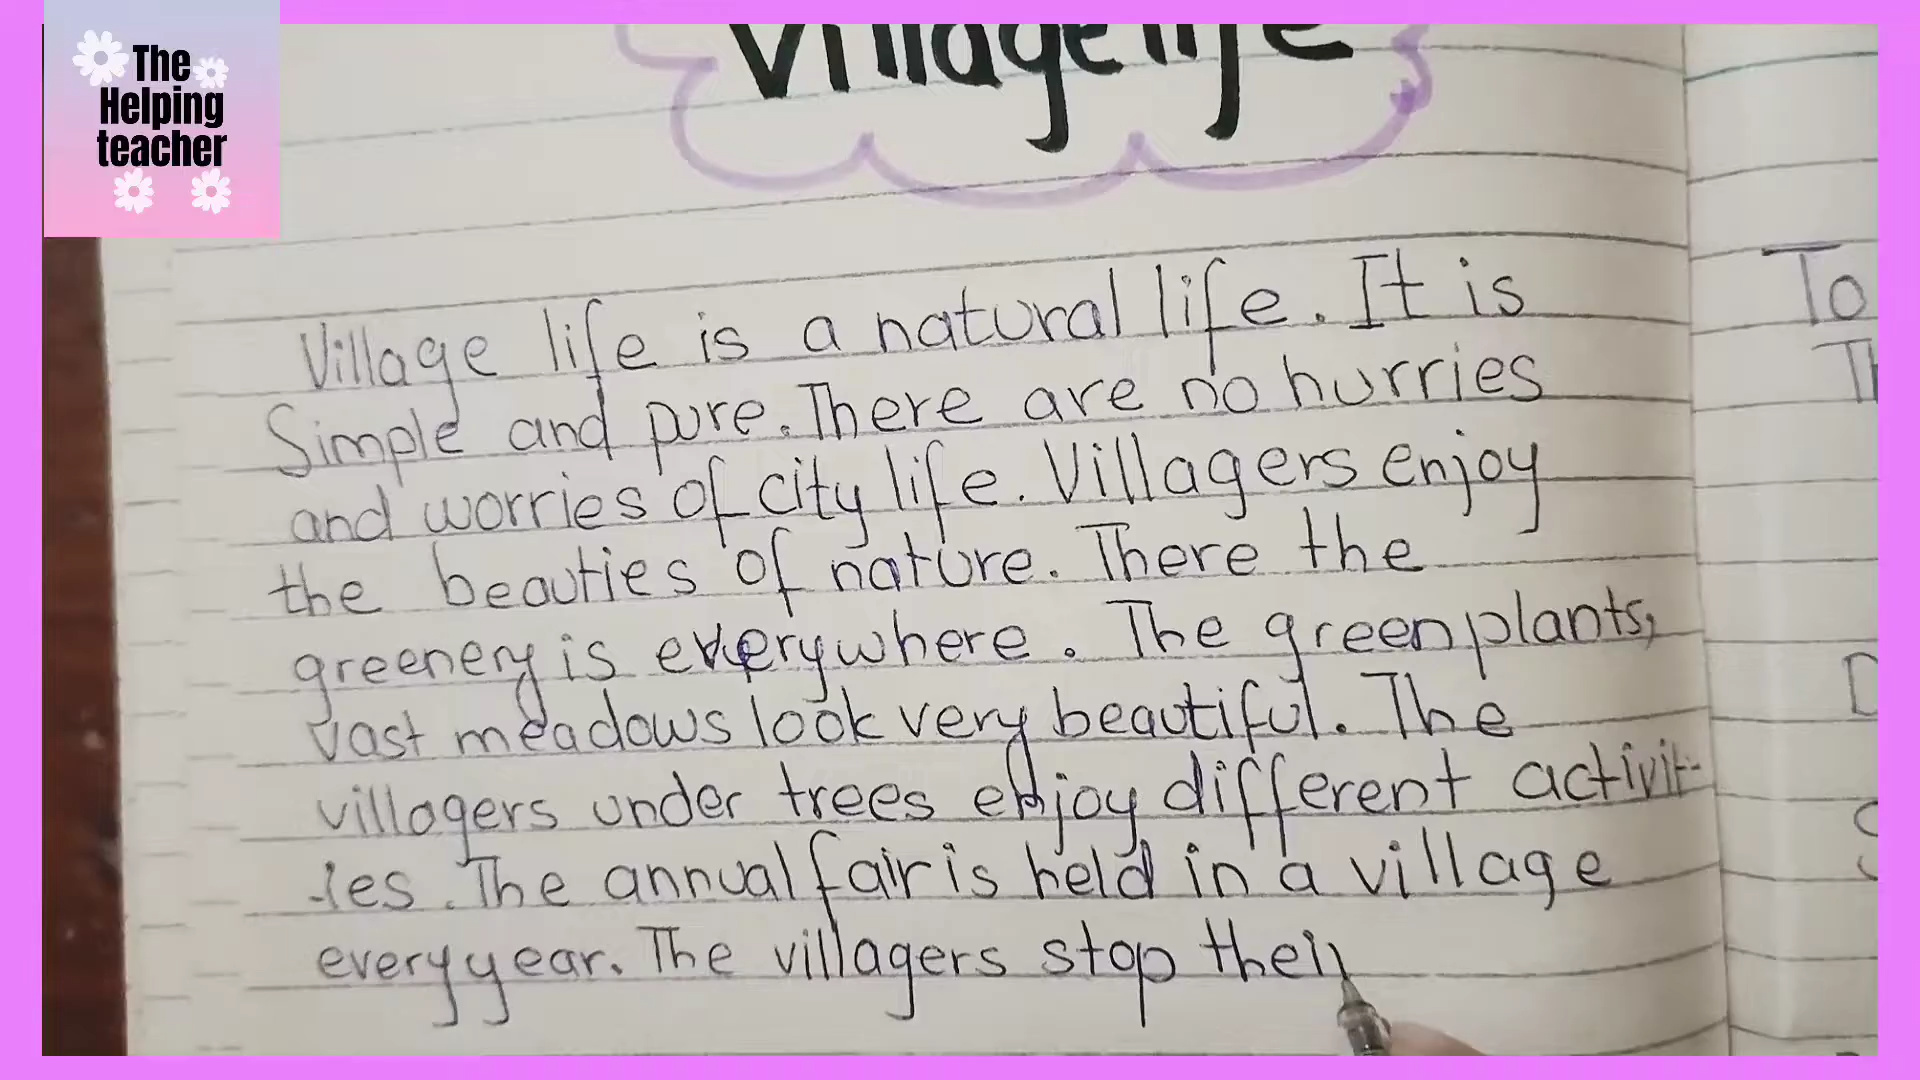 The
Helping
teacher
Village life
Village life is a natural life. It is
Simple and pure. There are no hurries
and worries of city life. Villagers enjoy
the beauties of nature. There the
greenery is everywhere. The green plants,
vast meadows look very beautiful. The
villagers under trees enjoy different activit-
-ies. The annual fair is held in a village
every year. The villagers stop their
To
Th
D